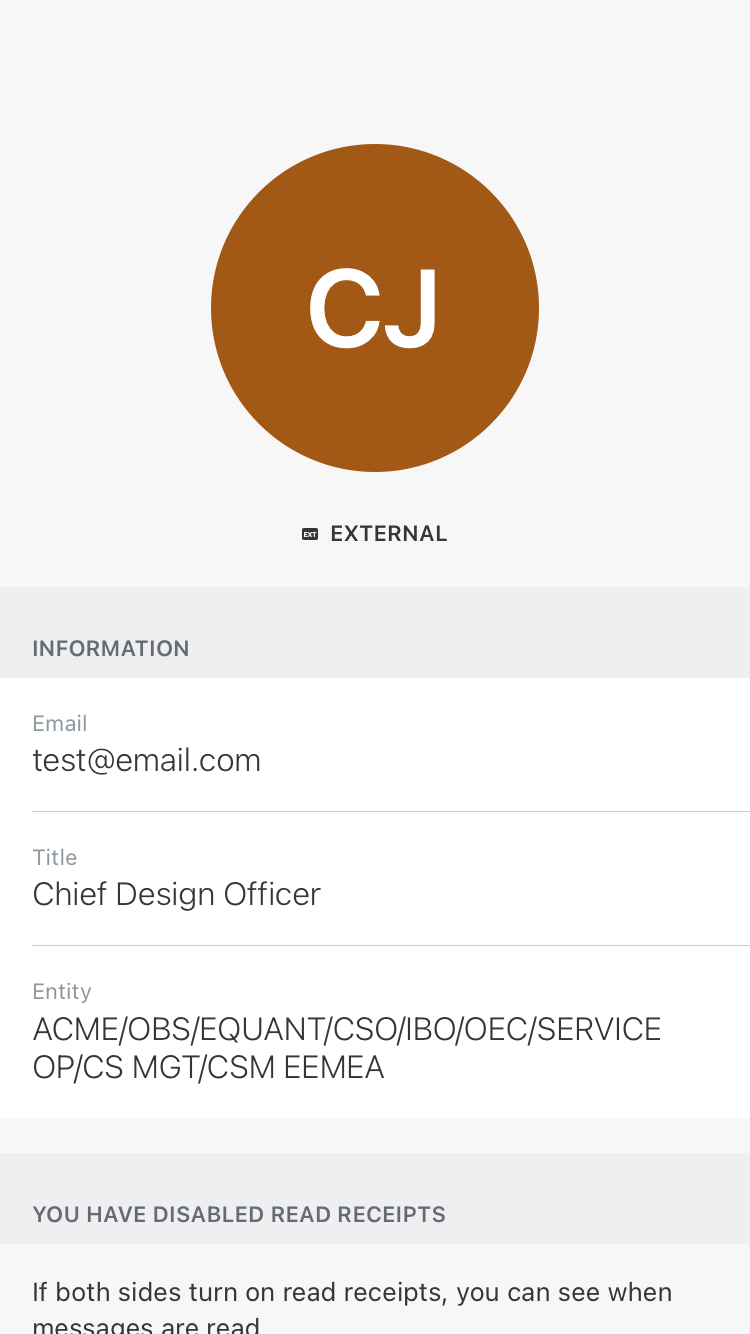 CJ
EXT EXTERNAL
INFORMATION
Email
test@email.com
Title
Chief Design Officer
Entity
ACME/OBS/EQUANT/CSO/IBO/OEC/SERVICE
OP/CS MGT/CSM EEMEA
YOU HAVE DISABLED READ RECEIPTS
If both sides turn on read receipts, you can see when
messages are read